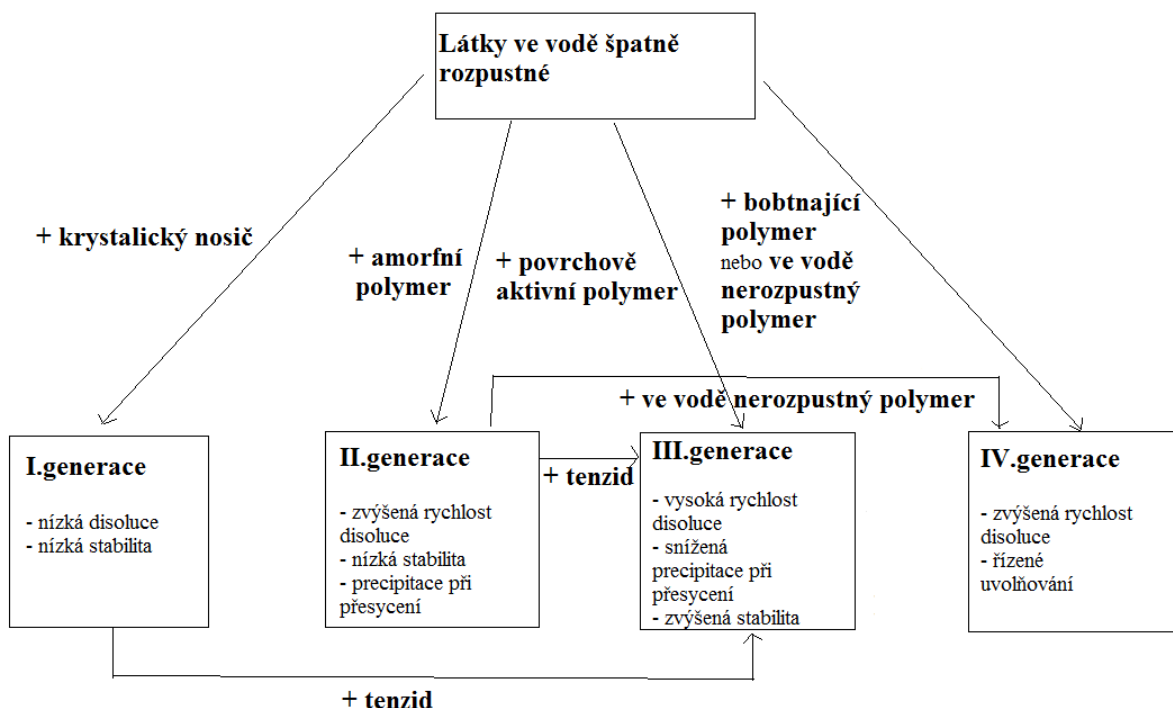 Látky ve vodě špatně
rozpustné
+ krystalický nosič
+ amorfní
polymer
+ povrchově
aktivní polymer
+ bobtnající
polymer
nebo ve vodě
nerozpustný
polymer
+ ve vodě nerozpustný polymer
I.generace
- nízká disoluce
- nízká stabilita
II.generace
- zvýšená rychlost
disoluce
- nízká stabilita
- precipitace při
přesycení
+ tenzid
III.generace
- vysoká rychlost
disoluce
- snížená
precipitace při
přesycení
- zvýšená stabilita
IV.generace
- zvýšená rychlost
disoluce
- řízené
uvolňování
+ tenzid